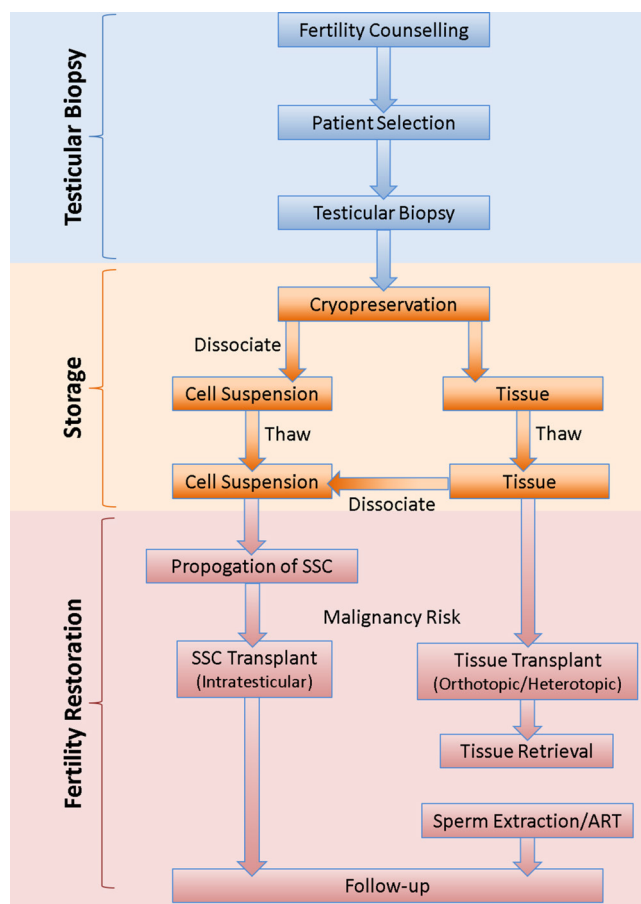 Testicular Biopsy
Fertility Counselling
Patient Selection
Testicular Biopsy
Storage
Cryopreservation
Dissociate
Cell Suspension
Tissue
Thaw
Thaw
Cell Suspension
Tissue
Dissociate
Fertility Restoration
Propogation of SSC
Malignancy Risk
SSC Transplant
(Intratesticular)
Tissue Transplant
(Orthotopic/Heterotopic)
Tissue Retrieval
Sperm Extraction/ART
Follow-up